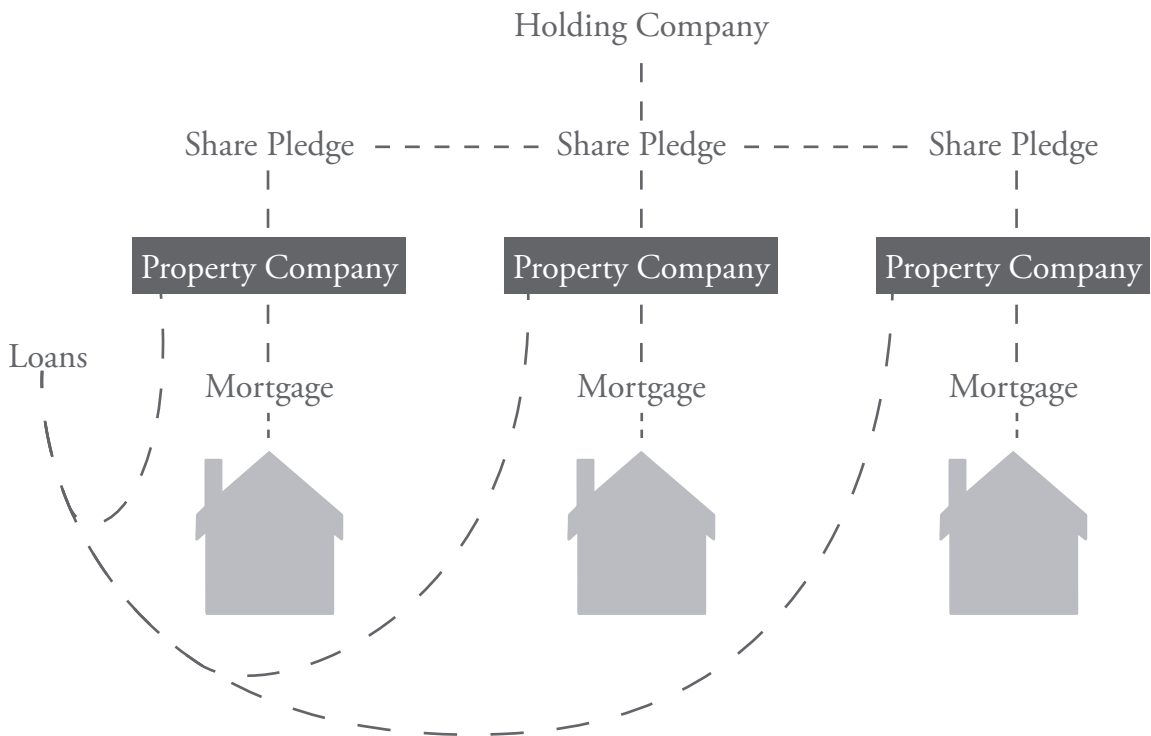 Holding Company
Share Pledge
Share Pledge
Share Pledge
Property Company
Property Company
Property Company
Loans
Mortgage
Mortgage
Mortgage